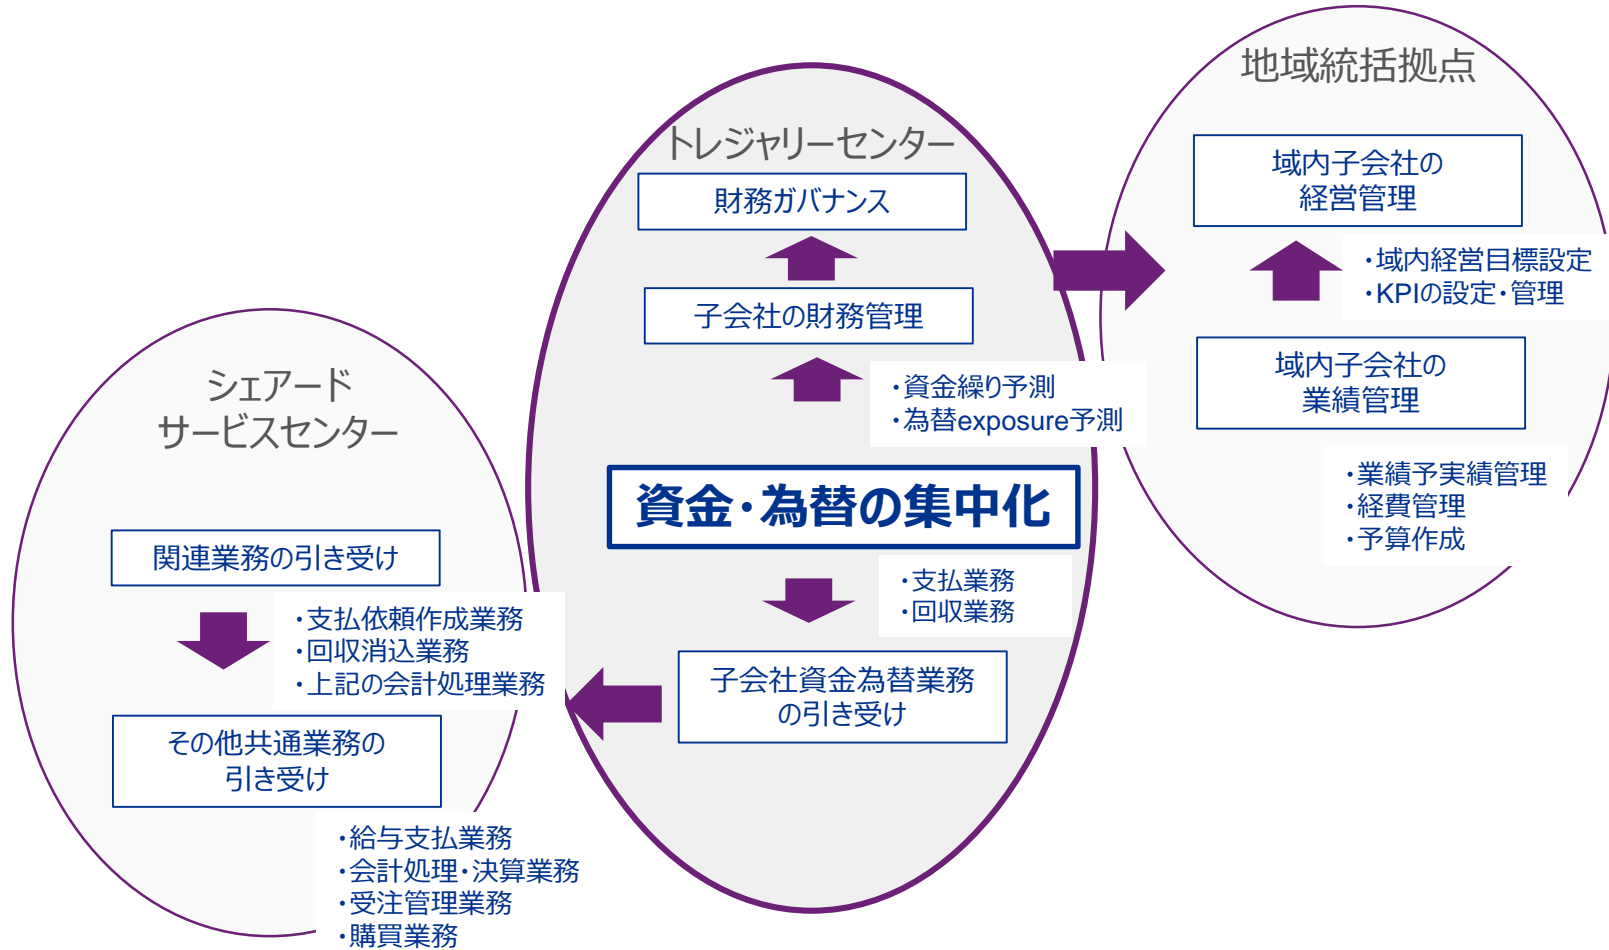 地域統括拠点
域内子会社の
経営管理
・域内経営目標設定
・KPIの設定・管理
域内子会社の
業績管理
・業績予実績管理
・経費管理
・予算作成
トレジャリーセンター
財務ガバナンス
子会社の財務管理
・資金繰り予測
・為替exposure予測
資金・為替の集中化
・支払業務
・回収業務
子会社資金為替業務
の引き受け
シェアード
サービスセンター
関連業務の引き受け
・支払依頼作成業務
・回収消込業務
・上記の会計処理業務
その他共通業務の
引き受け
・給与支払業務
・会計処理・決算業務
・受注管理業務
・購買業務